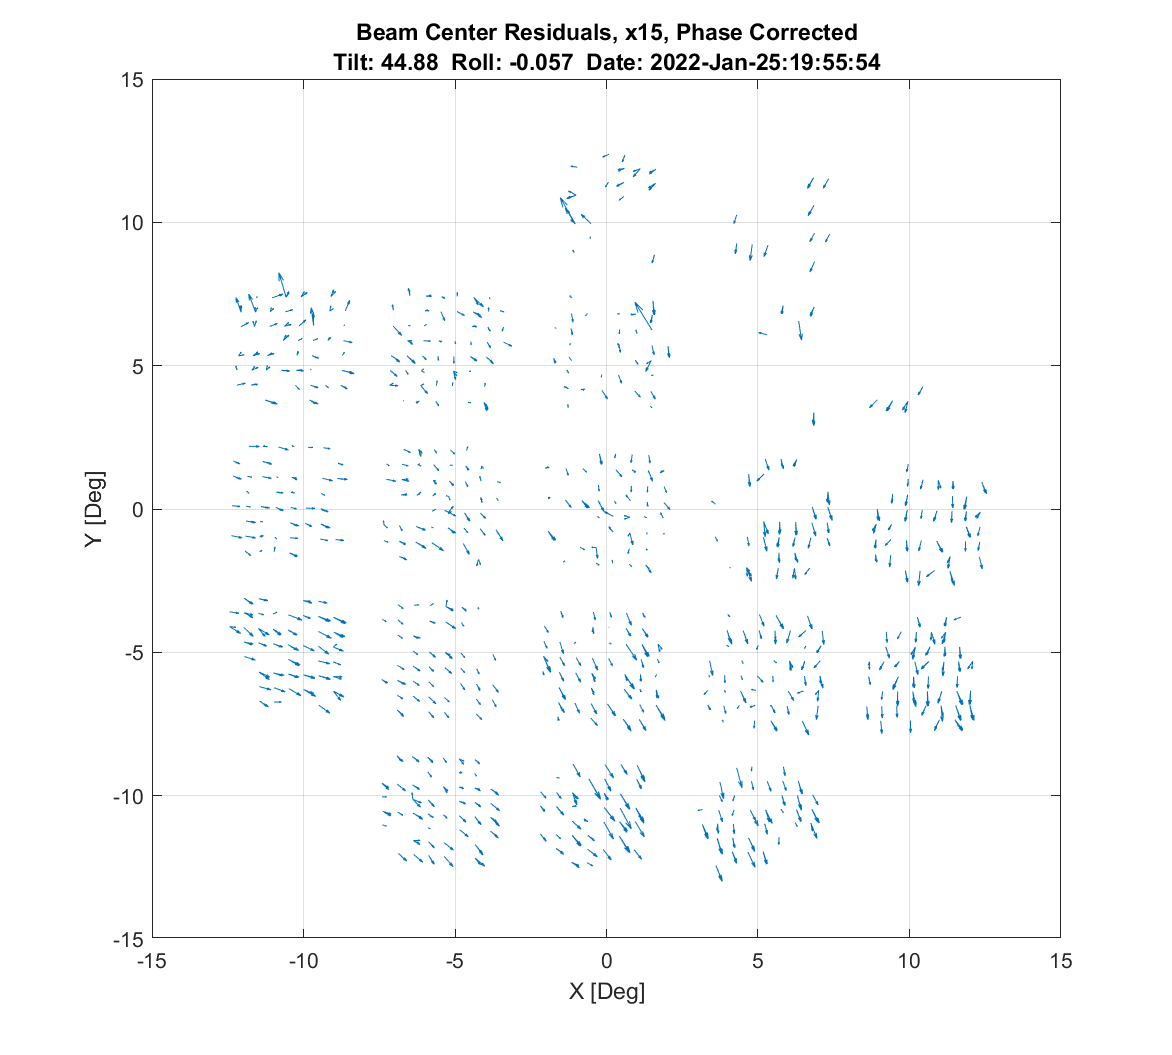 Beam Center Residuals, x15, Phase Corrected
Tilt: 44.88  Roll: -0.057  Date: 2022-Jan-25:19:55:54
15
10
5
0
-5
-10
-15
Y [Deg]
-15 -10 -5 0 5 10 15
X [Deg]